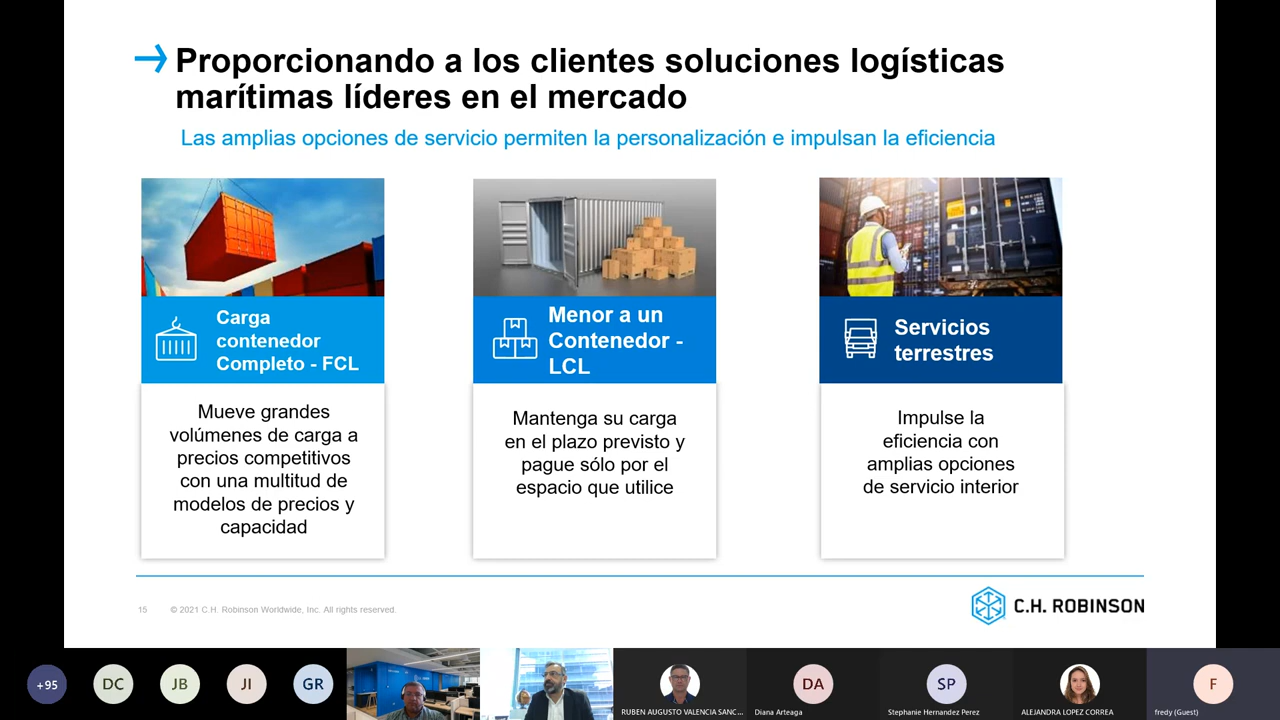 Proporcionando a los clientes soluciones logísticas
marítimas líderes en el mercado
Las amplias opciones de servicio permiten la personalización e impulsan la eficiencia
Carga
contenedor
Completo - FCL
Mueve grandes
volúmenes de carga a
precios competitivos
con una multitud de
modelos de precios y
capacidad
Menor a un
Contenedor -
LCL
Mantenga su carga
en el plazo previsto y
pague sólo por el
espacio que utilice
Servicios
terrestres
Impulse la
eficiencia con
amplias opciones
de servicio interior
15 © 2021 C.H. Robinson Worldwide, Inc. All rights reserved.
C.H. ROBINSON
+95
DC
JB
JI
GR
RUBEN AUGUSTO VALENCIA SANC...
DA
Diana Arteaga
SP
Stephanie Hernandez Perez
ALEJANDRA LOPEZ CORREA
F
fredy (Guest)